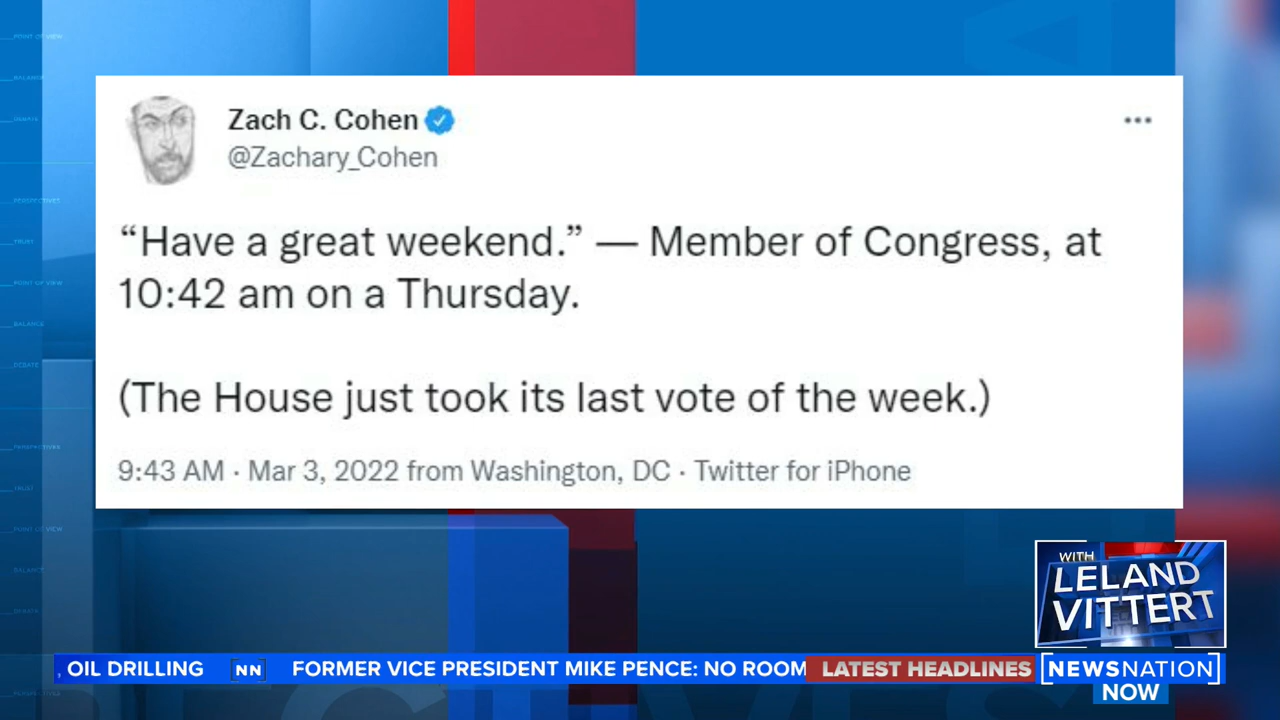 Zach C. Cohen
@Zachary_Cohen
“Have a great weekend.” — Member of Congress, at
10:42 am on a Thursday.
(The House just took its last vote of the week.)
9:43 AM · Mar 3, 2022 from Washington, DC · Twitter for iPhone
WITH
LELAND
VITTERT
, OIL DRILLING NN FORMER VICE PRESIDENT MIKE PENCE: NO ROOM LATEST HEADLINES NEWSNATION
NOW